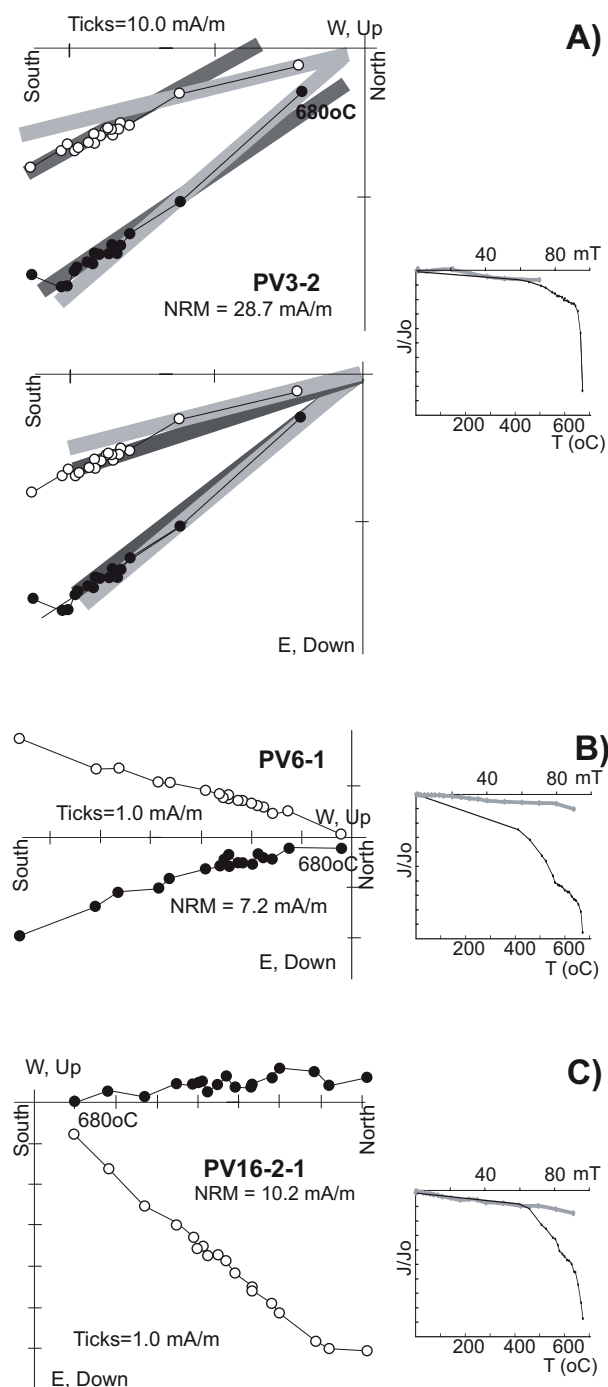 A)
Ticks=10.0 mA/m
W, Up
South
North
680oC
PV3-2
NRM = 28.7 mA/m
40 80 mT
J/Jo
200 400 600
T (oC)
South
E, Down
B)
PV6-1
Ticks=1.0 mA/m
W, Up
South
North
680oC
NRM = 7.2 mA/m
E, Down
40 80 mT
J/Jo
200 400 600
T (oC)
C)
W, Up
South
North
680oC
PV16-2-1
NRM = 10.2 mA/m
Ticks=1.0 mA/m
E, Down
40 80 mT
J/Jo
200 400 600
T (oC)